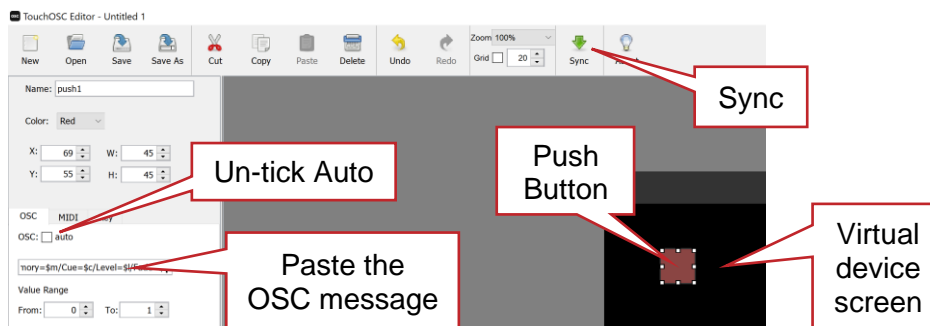 TouchOSC Editor - Untitled 1
New Open Save Save As Cut Copy Paste Delete Undo Redo Zoom 100% Grid 20 Sync
Name: push1
Color: Red
X: 69 W: 45
Y: 55 H: 45
Sync
Un-tick Auto
Push
Button
OSC MIDI
OSC: auto
Virtual
device
screen
Paste the
OSC message
mory=$m/Cue=$c/Level=$l/
Value Range
From: 0 To: 1